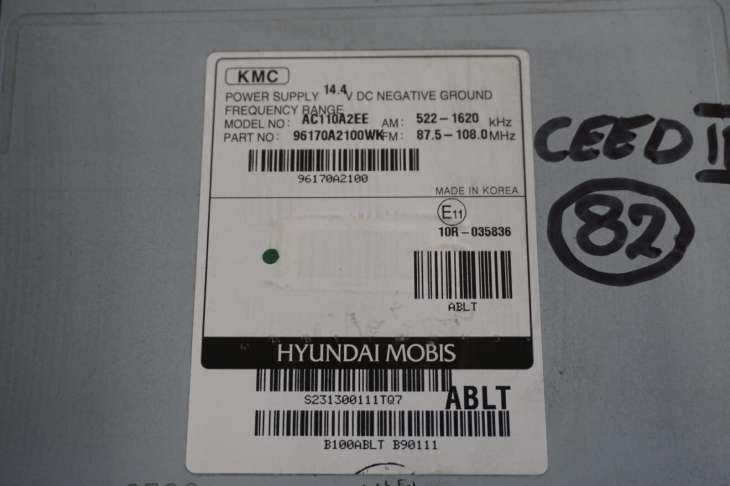 KMC
POWER SUPPLY 14.4V DC NEGATIVE GROUND
FREQUENCY RANGE
MODEL NO: AC110A2EE AM: 522-1620 kHz
PART NO: 96170A2100WK FM: 87.5-108.0 MHz
96170A2100
MADE IN KOREA
E11
10R-035836
ABLT
HYUNDAI MOBIS
S231300111TQ7
ABLT
B100ABLT B90111
CEED II
82